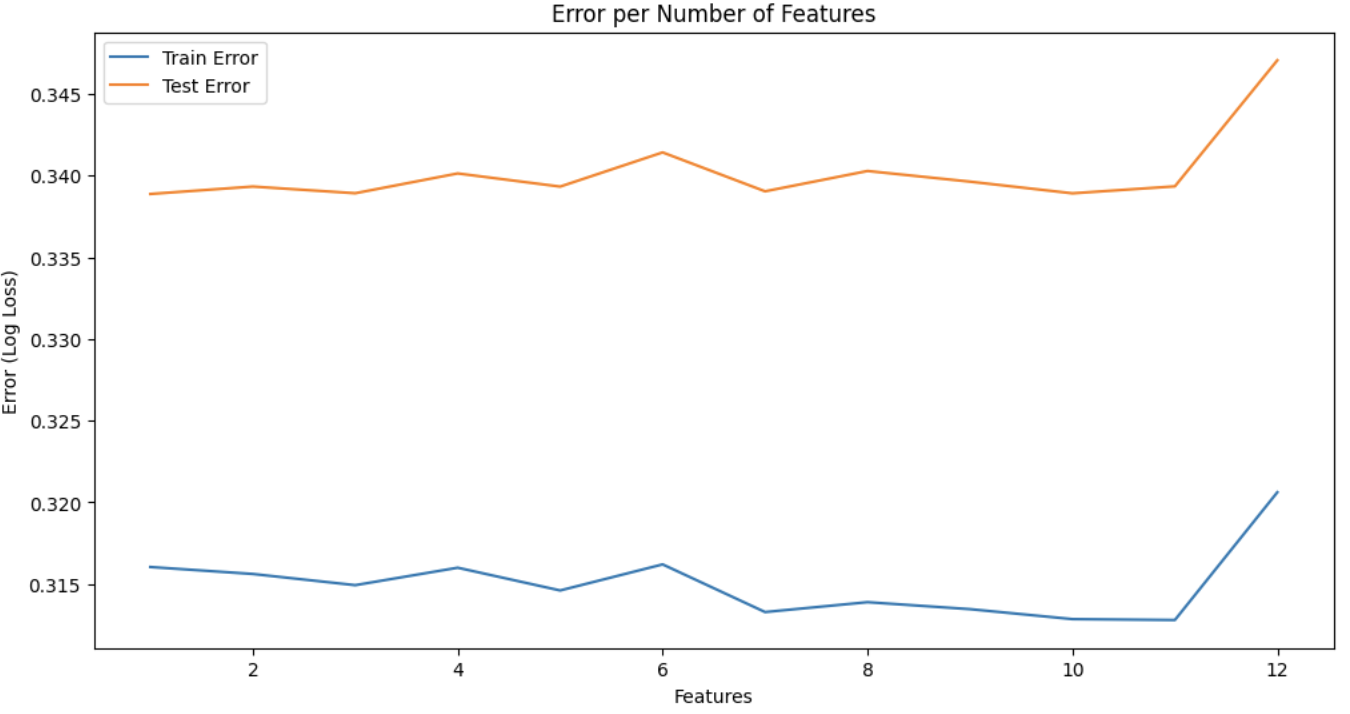 Error per Number of Features
Train Error
Test Error
0.345
0.340
0.335
0.330
0.325
0.320
0.315
Error (Log Loss)
2 4 6 8 10 12
Features